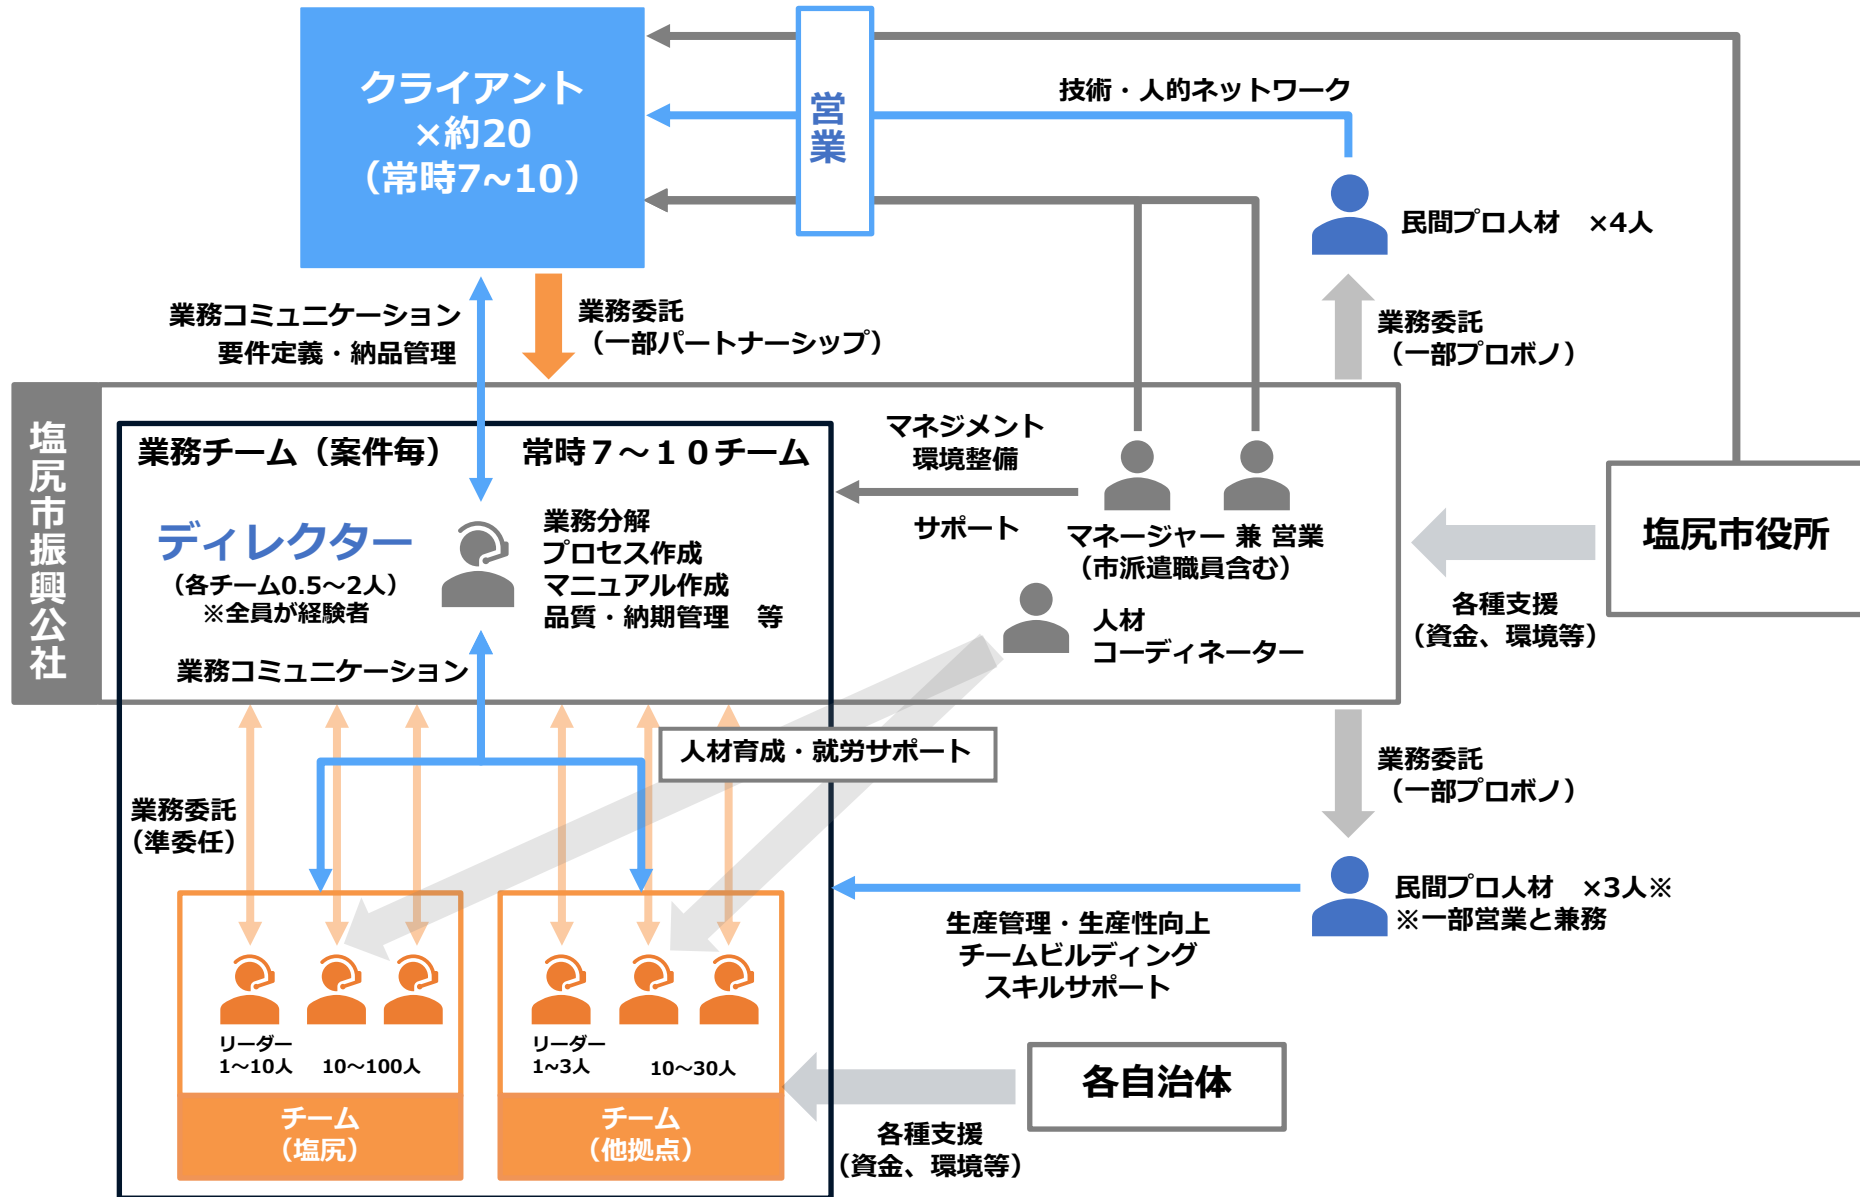 クライアント
×約20
（常時7~10）
営業
技術・人的ネットワーク
民間プロ人材　×4人
業務コミュニケーション
要件定義・納品管理
業務委託
（一部パートナーシップ）
業務委託
（一部プロボノ）
塩尻市振興公社
業務チーム（案件毎）
常時７～１０チーム
ディレクター
（各チーム0.5～2人）
※全員が経験者
業務分解
プロセス作成
マニュアル作成
品質・納期管理　等
マネジメント
環境整備
サポート
マネージャー 兼 営業
（市派遣職員含む）
人材
コーディネーター
塩尻市役所
各種支援
（資金、環境等）
業務コミュニケーション
人材育成・就労サポート
業務委託
（準委任）
業務委託
（一部プロボノ）
民間プロ人材　×3人※
※一部営業と兼務
生産管理・生産性向上
チームビルディング
スキルサポート
リーダー
1～10人
10～100人
チーム
（塩尻）
リーダー
1~3人
10～30人
チーム
（他拠点）
各自治体
各種支援
（資金、環境等）